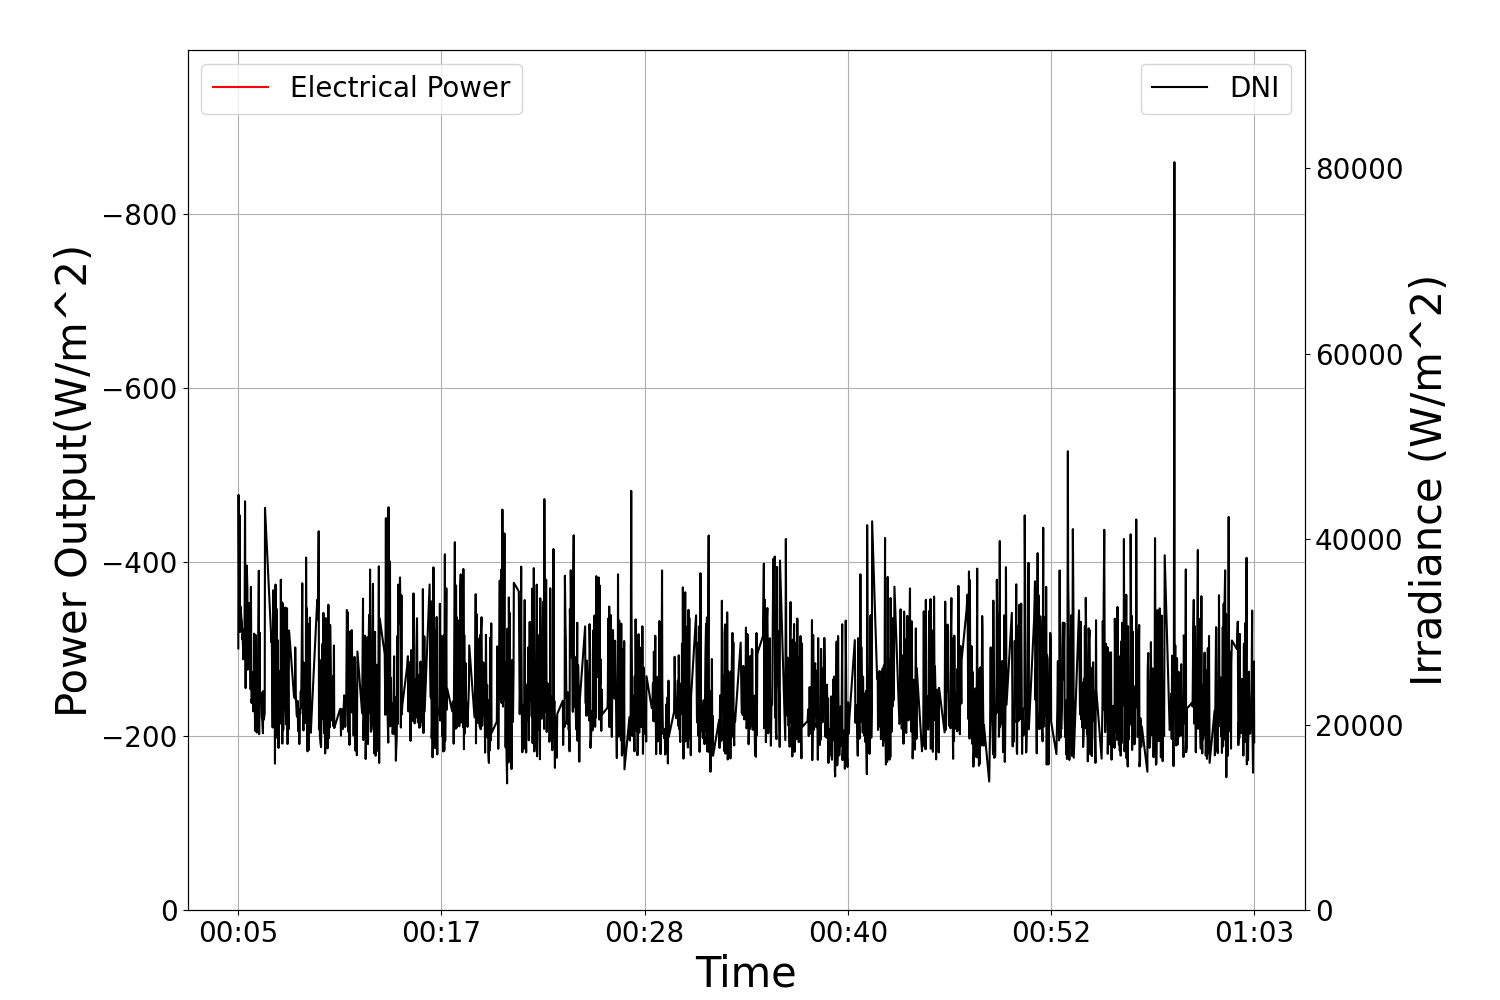 Electrical Power
DNI
−800
−600
−400
−200
0
Power Output(W/m^2)
80000
60000
40000
20000
0
Irradiance (W/m^2)
00:05 00:17 00:28 00:40 00:52 01:03
Time